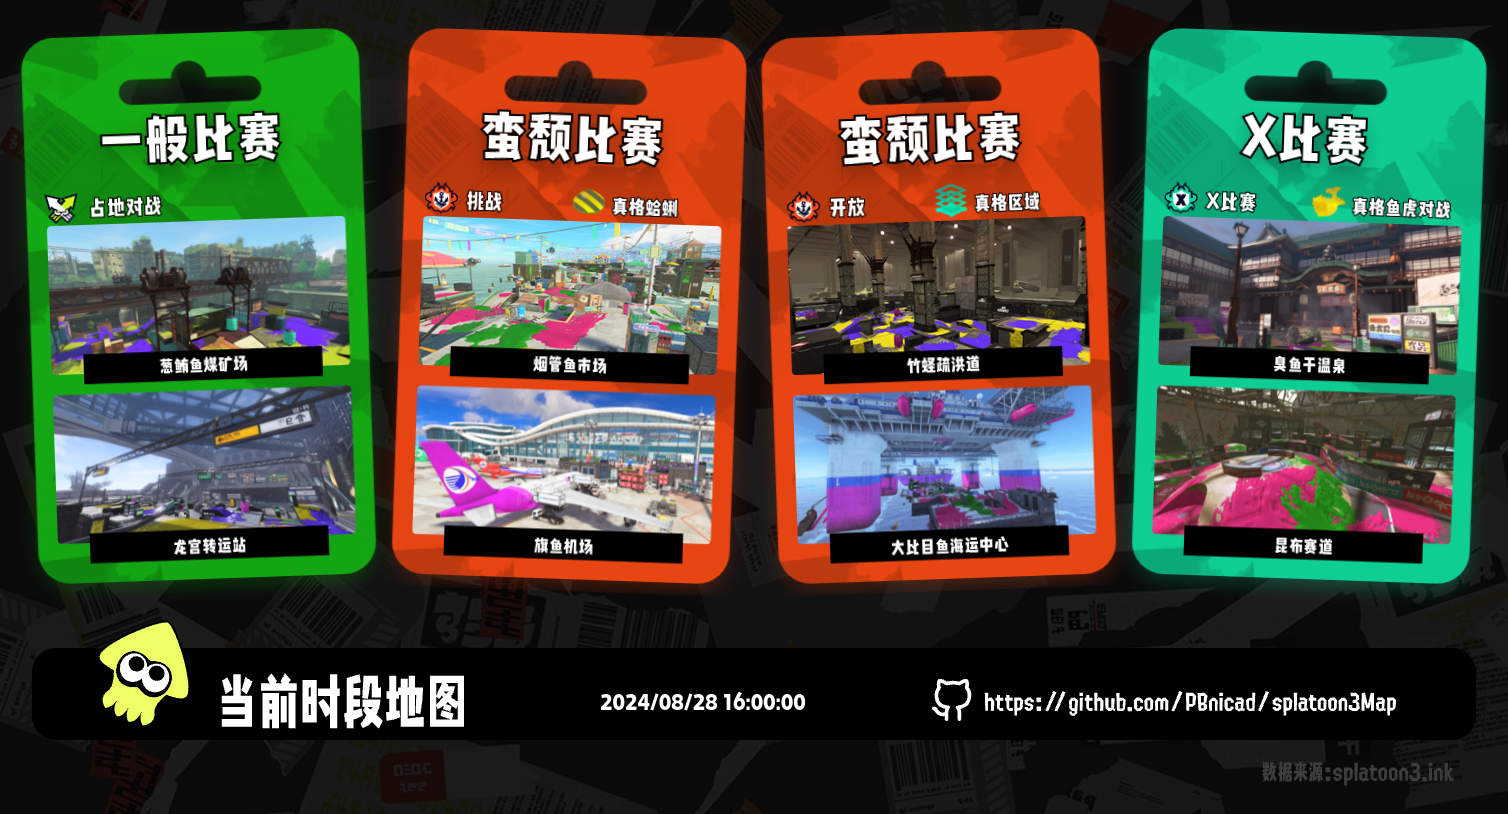 一般比赛
占地对战
葱鲔鱼煤矿场
龙宫转运站
蛮颓比赛
挑战
真格蛤蜊
烟管鱼市场
旗鱼机场
蛮颓比赛
开放
真格区域
竹蛏疏洪道
大比目鱼海运中心
X比赛
X比赛
真格鱼虎对战
臭鱼干温泉
昆布赛道
当前时段地图
2024/08/28 16:00:00
https://github.com/PBnicad/splatoon3Map
数据来源:splatoon3.ink